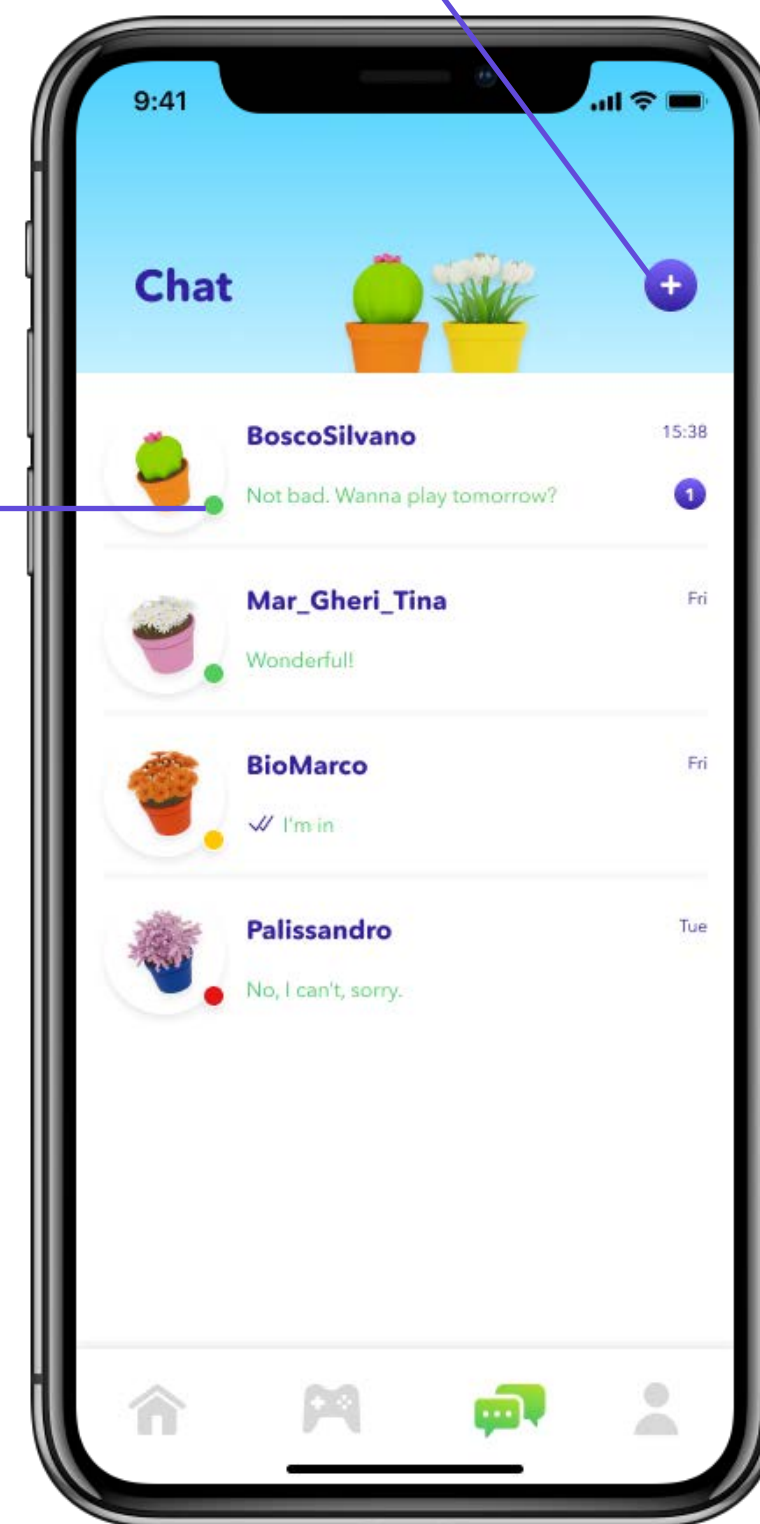 9:41
Chat
BoscoSilvano
15:38
Not bad. Wanna play tomorrow?
1
Mar_Gheri_Tina
Fri
Wonderful!
BioMarco
Fri
I'm in
Palissandro
Tue
No, I can't, sorry.